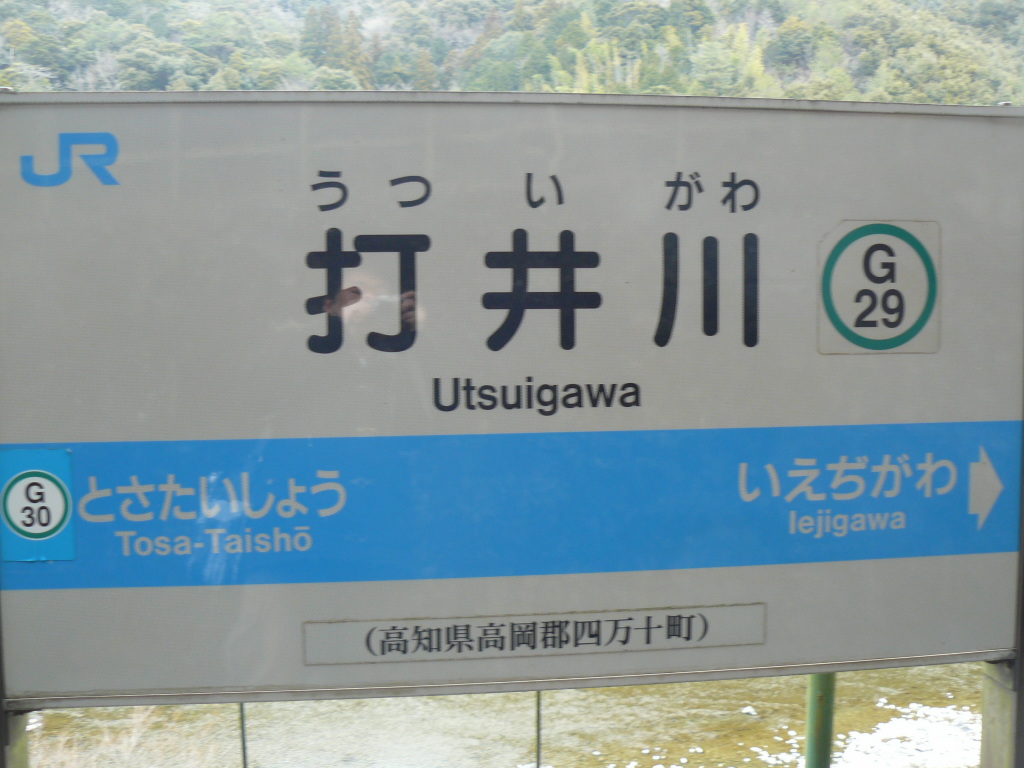 JR
うついがわ
打井川
G
29
Utsuigawa
G
30
とさたいしょう
Tosa-Taishō
いえぢがわ
Iejigawa
(高知県高岡郡四万十町)